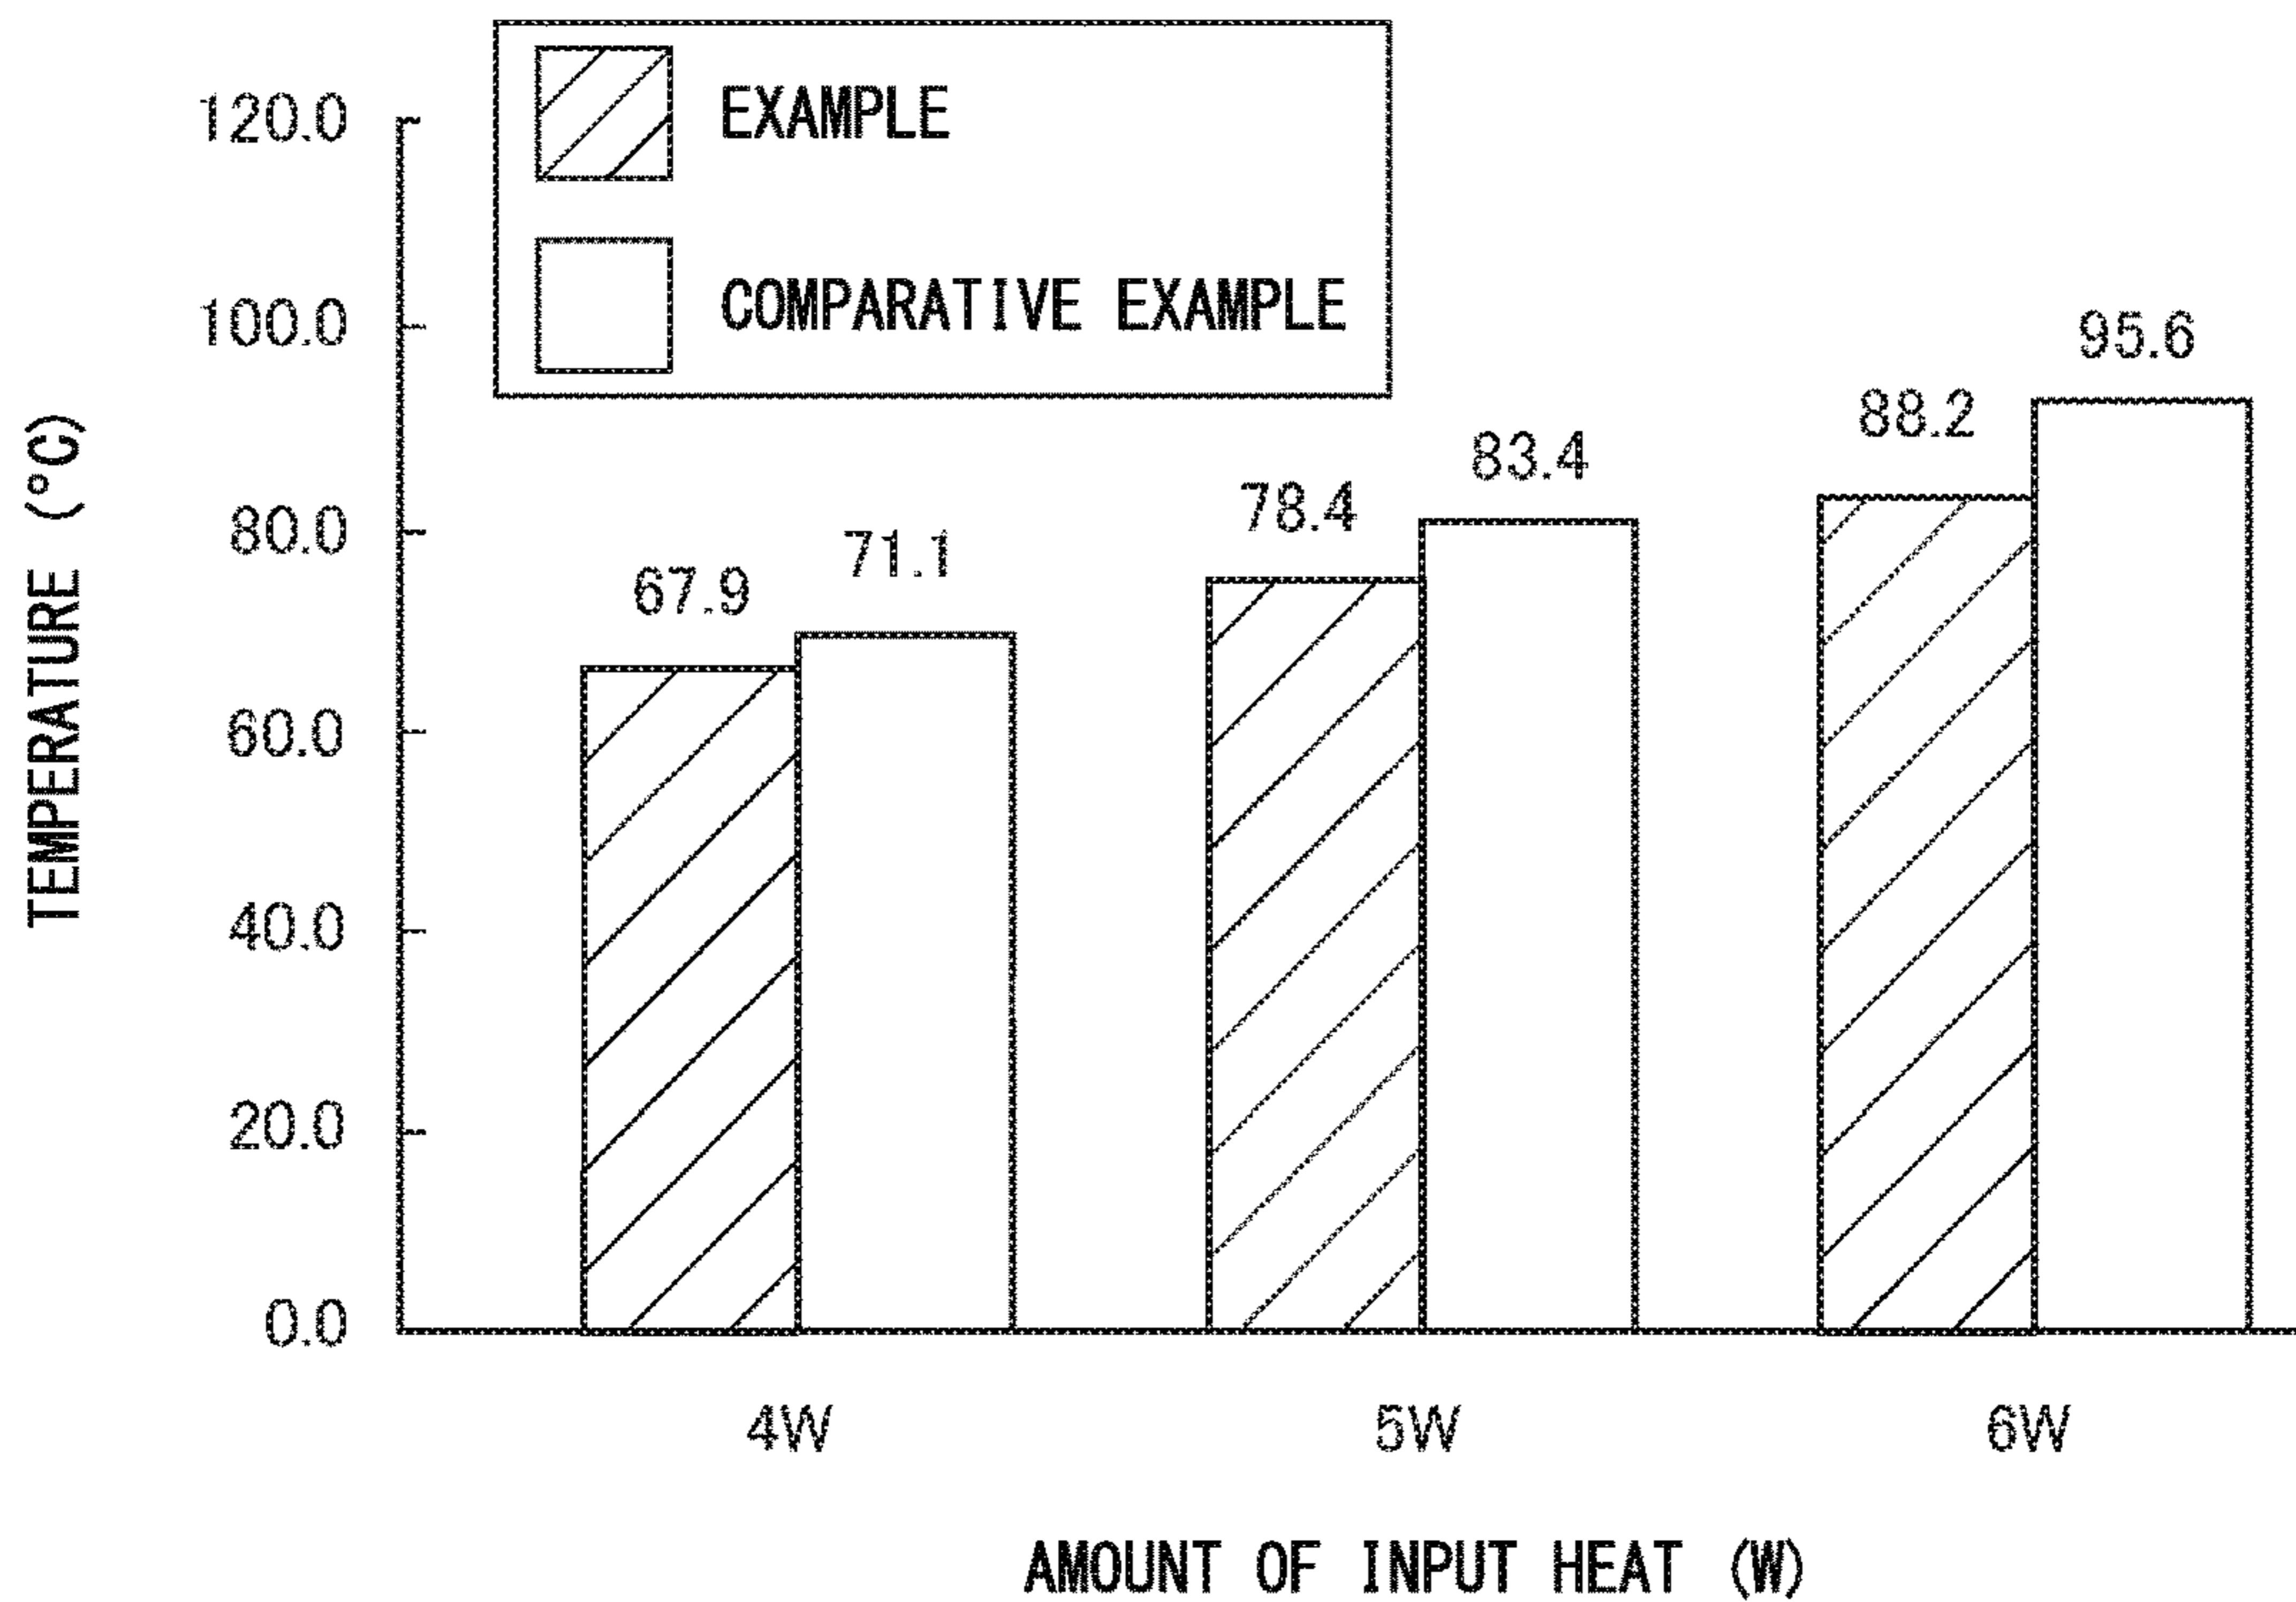 EXAMPLE
COMPARATIVE EXAMPLE
TEMPERATURE (°C)
120.0
100.0
80.0
60.0
40.0
20.0
0.0
67.9
71.1
78.4
83.4
88.2
95.6
4W
5W
6W
AMOUNT OF INPUT HEAT (W)